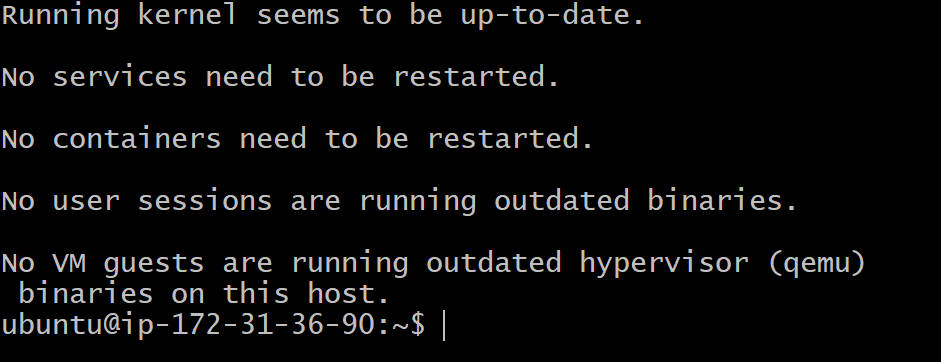 Running kernel seems to be up-to-date.
No services need to be restarted.
No containers need to be restarted.
No user sessions are running outdated binaries.
No VM guests are running outdated hypervisor (qemu)
binaries on this host.
ubuntu@ip-172-31-36-90:~$